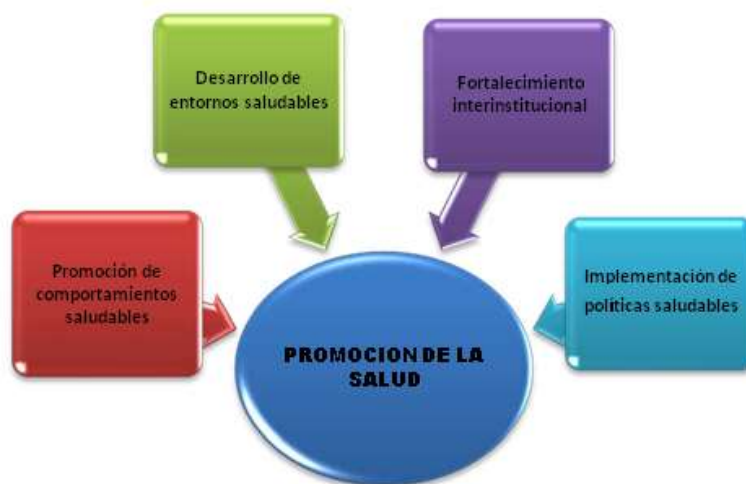 Desarrollo de
entornos saludables
Fortalecimiento
interinstitucional
Promoción de
comportamientos
saludables
Implementación de
políticas saludables
PROMOCION DE LA
SALUD